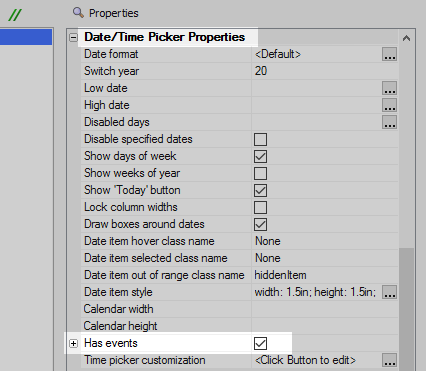 //
Properties
Date/Time Picker Properties
Date format <Default> ...
Switch year 20
Low date ...
High date ...
Disabled days ...
Disable specified dates
Show days of week
Show weeks of year
Show 'Today' button
Lock column widths
Draw boxes around dates
Date item hover class name None
Date item selected class name None
Date item out of range class name hiddenItem
Date item style width: 1.5in; height: 1.5in; ...
Calendar width
Calendar height
Has events
Time picker customization <Click Button to edit> ...